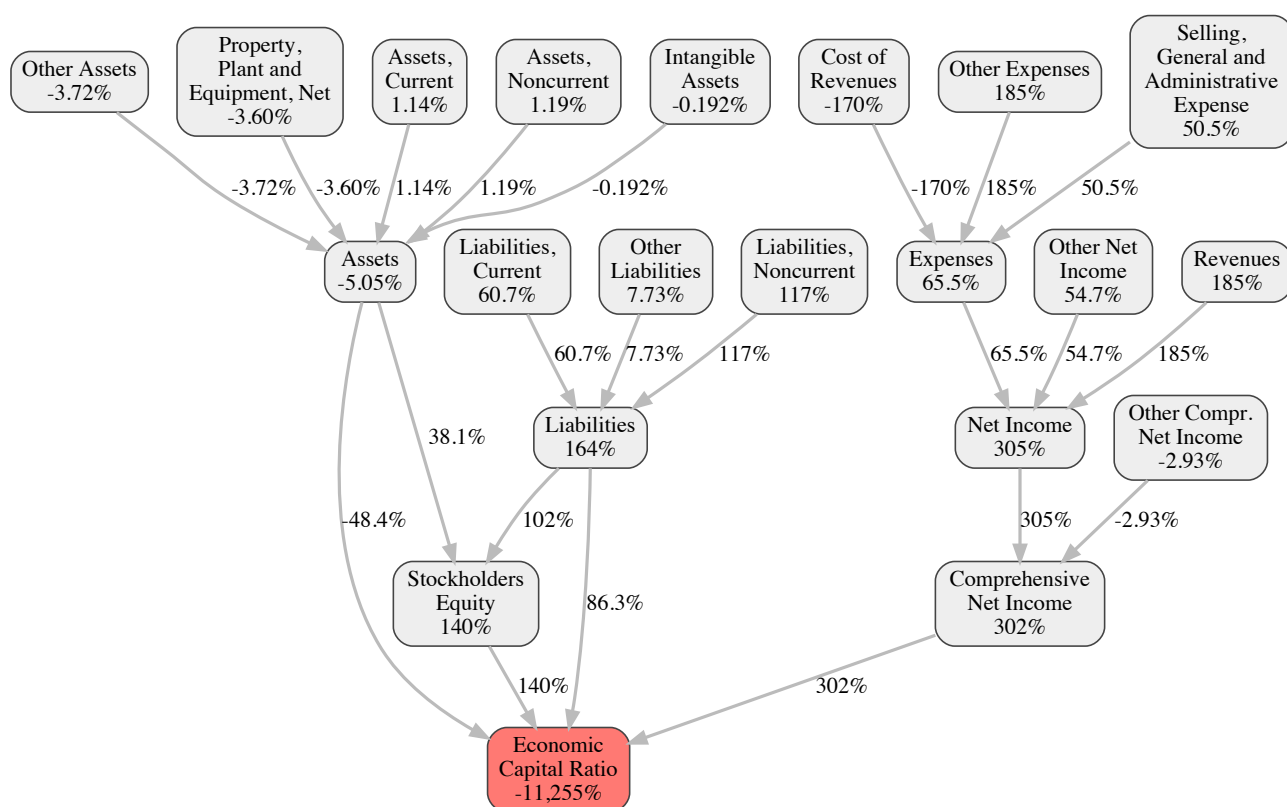 Other Assets
-3.72%
Property,
Plant and
Equipment, Net
-3.60%
Assets,
Current
1.14%
Assets,
Noncurrent
1.19%
Intangible
Assets
-0.192%
Cost of
Revenues
-170%
Other Expenses
185%
Selling,
General and
Administrative
Expense
50.5%
-3.72%
-3.60%
1.14%
1.19%
-0.192%
-170%
185%
50.5%
Assets
-5.05%
Liabilities,
Current
60.7%
Other
Liabilities
7.73%
Liabilities,
Noncurrent
117%
Expenses
65.5%
Other Net
Income
54.7%
Revenues
185%
60.7%
7.73%
117%
65.5%
54.7%
185%
Liabilities
164%
Net Income
305%
Other Compr.
Net Income
-2.93%
38.1%
-48.4%
102%
305%
-2.93%
Stockholders
Equity
140%
86.3%
Comprehensive
Net Income
302%
140%
302%
Economic
Capital Ratio
-11,255%